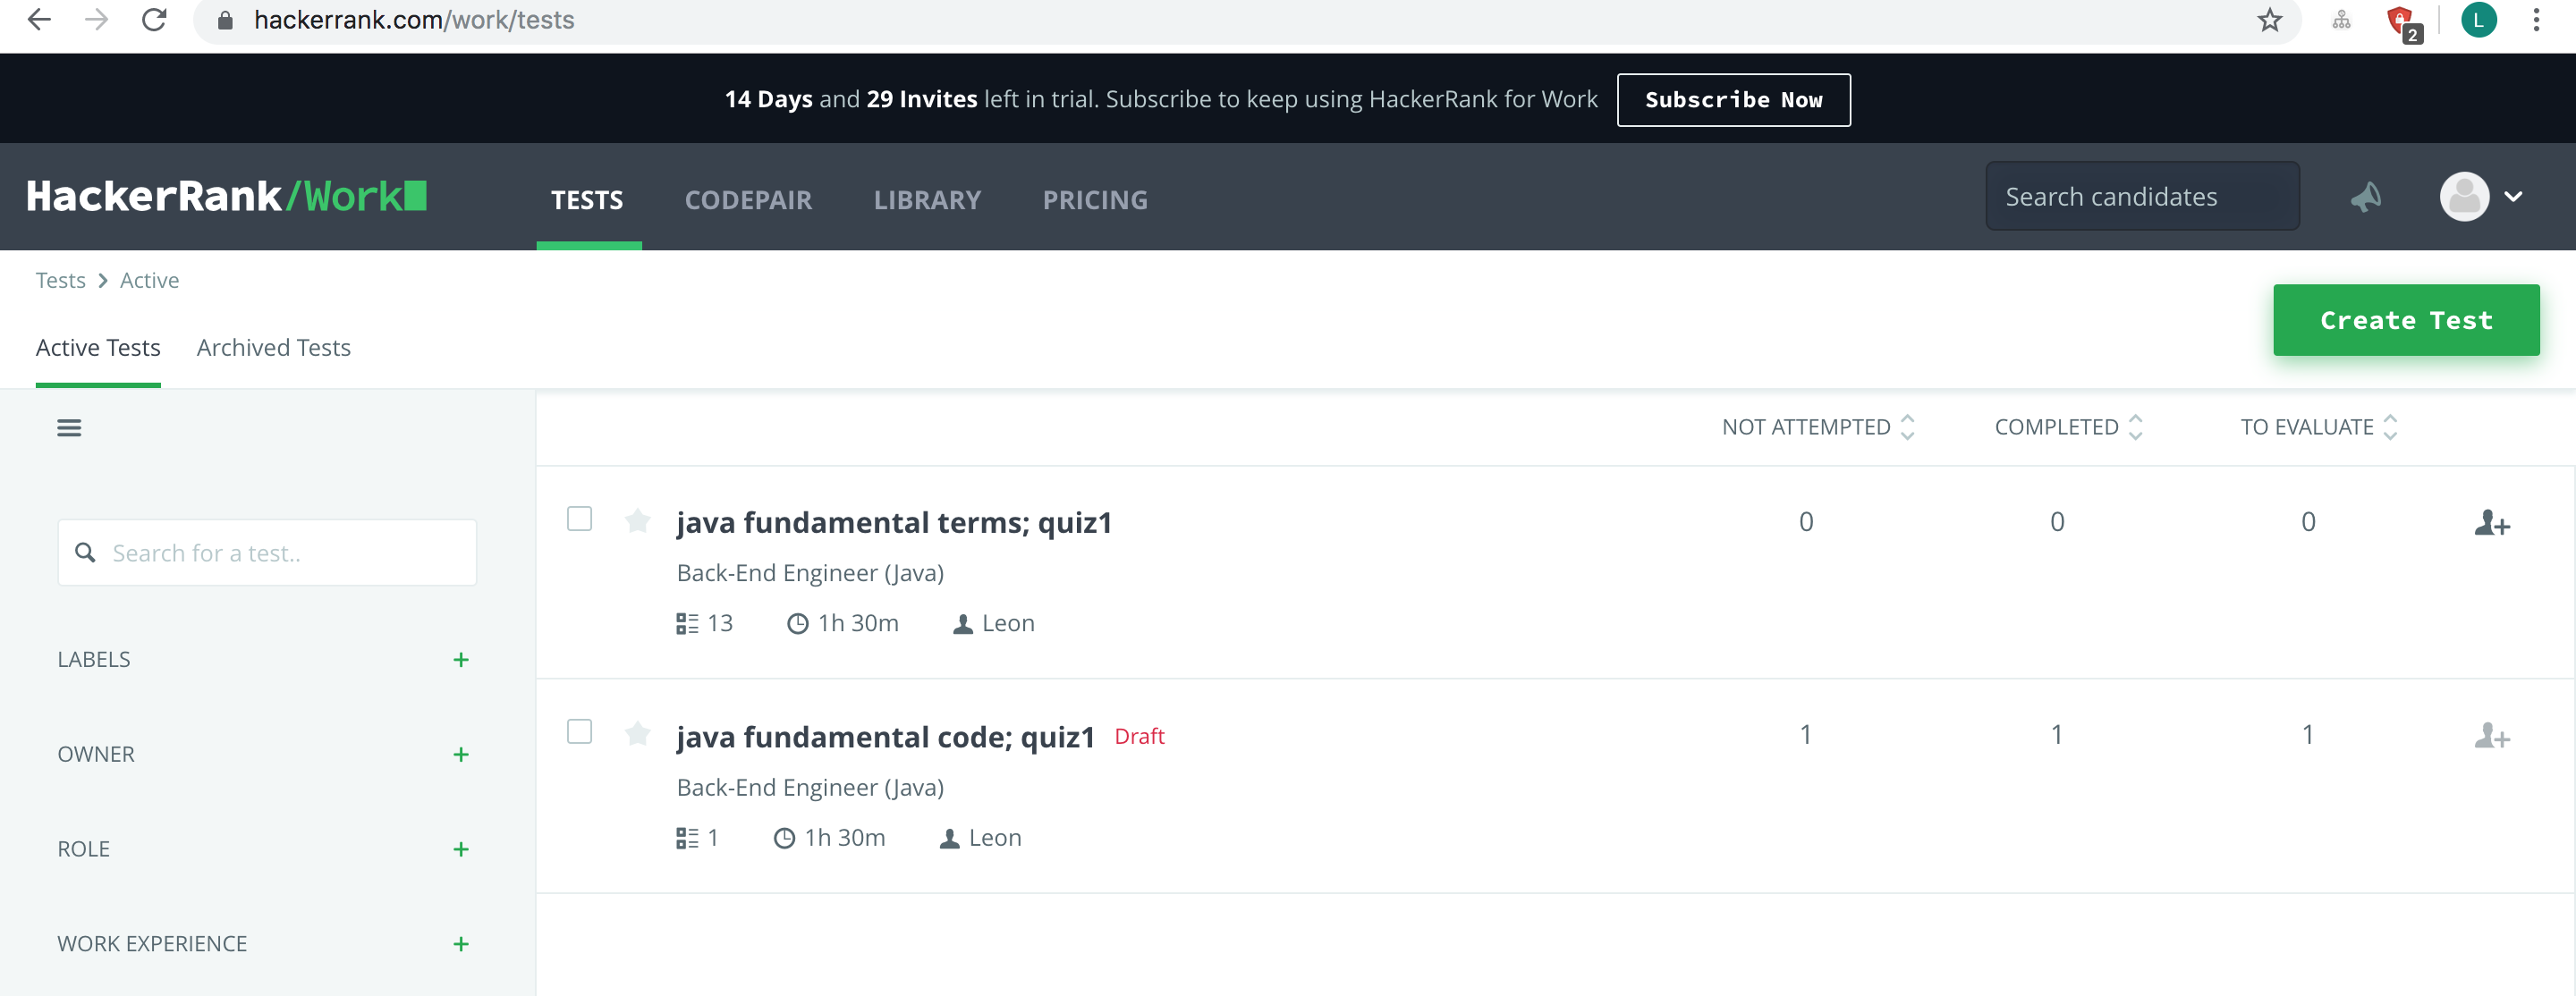 hackerrank.com/work/tests
2
L
14 Days and 29 Invites left in trial. Subscribe to keep using HackerRank for Work
Subscribe Now
HackerRank/Work
TESTS
CODEPAIR
LIBRARY
PRICING
Search candidates
Tests
Active
Create Test
Active Tests
Archived Tests
NOT ATTEMPTED
COMPLETED
TO EVALUATE
Search for a test..
LABELS +
OWNER +
ROLE +
WORK EXPERIENCE +
java fundamental terms; quiz1
0
0
0
Back-End Engineer (Java)
13
1h 30m
Leon
java fundamental code; quiz1
Draft
1
1
1
Back-End Engineer (Java)
1
1h 30m
Leon